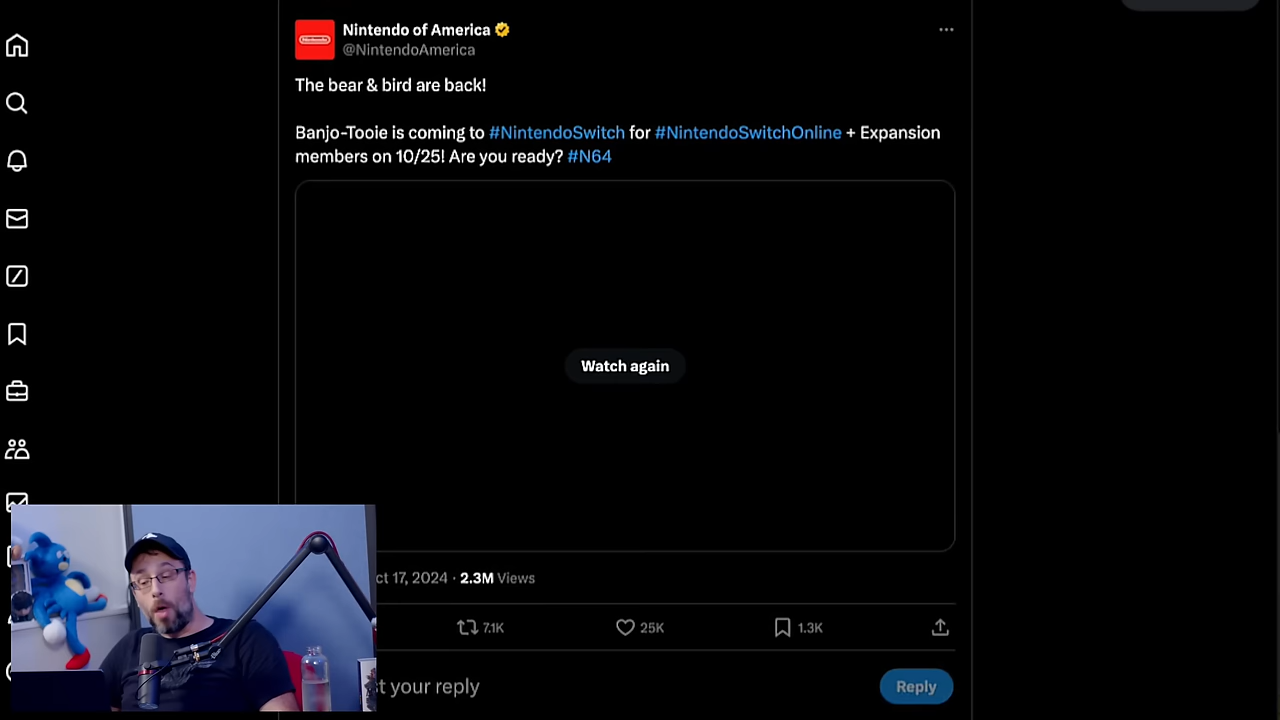 Nintendo of America
@NintendoAmerica
The bear & bird are back!
Banjo-Tooie is coming to #NintendoSwitch for #NintendoSwitchOnline + Expansion
members on 10/25! Are you ready? #N64
Watch again
ct 17, 2024 · 2.3M Views
7.1K 25K 1.3K
t your reply
Reply